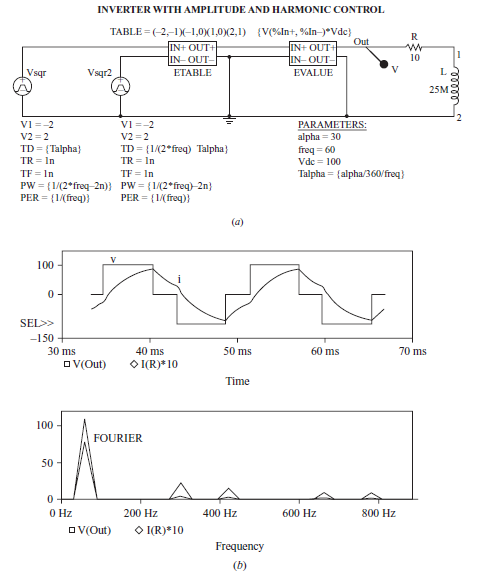 INVERTER WITH AMPLITUDE AND HARMONIC CONTROL
TABLE = (–2,–1)(–1,0)(1,0)(2,1) {V(%In+, %In–)*Vdc}
IN+ OUT+
IN– OUT–
ETABLE
IN+ OUT+
IN– OUT–
EVALUE
Out
V
R
10
1
L
25M
2
Vsqr
Vsqr2
V1 = –2
V2 = 2
TD = {Talpha}
TR = 1n
TF = 1n
PW = {1/(2*freq–2n)}
PER = {1/(freq)}
V1 = –2
V2 = 2
TD = {1/(2*freq) Talpha}
TR = 1n
TF = 1n
PW = {1/(2*freq)–2n}
PER = {1/(freq)}
PARAMETERS:
alpha = 30
freq = 60
Vdc = 100
Talpha = {alpha/360/freq}
(a)
v
i
100
0
SEL>>
–150
30 ms 40 ms 50 ms 60 ms 70 ms
V(Out) I(R)*10
Time
FOURIER
100
50
0
0 Hz 200 Hz 400 Hz 600 Hz 800 Hz
V(Out) I(R)*10
Frequency
(b)